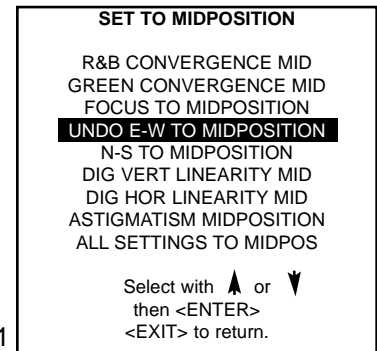 SET TO MIDPOSITION
R&B CONVERGENCE MID
GREEN CONVERGENCE MID
FOCUS TO MIDPOSITION
UNDO E-W TO MIDPOSITION
N-S TO MIDPOSITION
DIG VERT LINEARITY MID
DIG HOR LINEARITY MID
ASTIGMATISM MIDPOSITION
ALL SETTINGS TO MIDPOS
Select with or
then <ENTER>
<EXIT> to return.
1